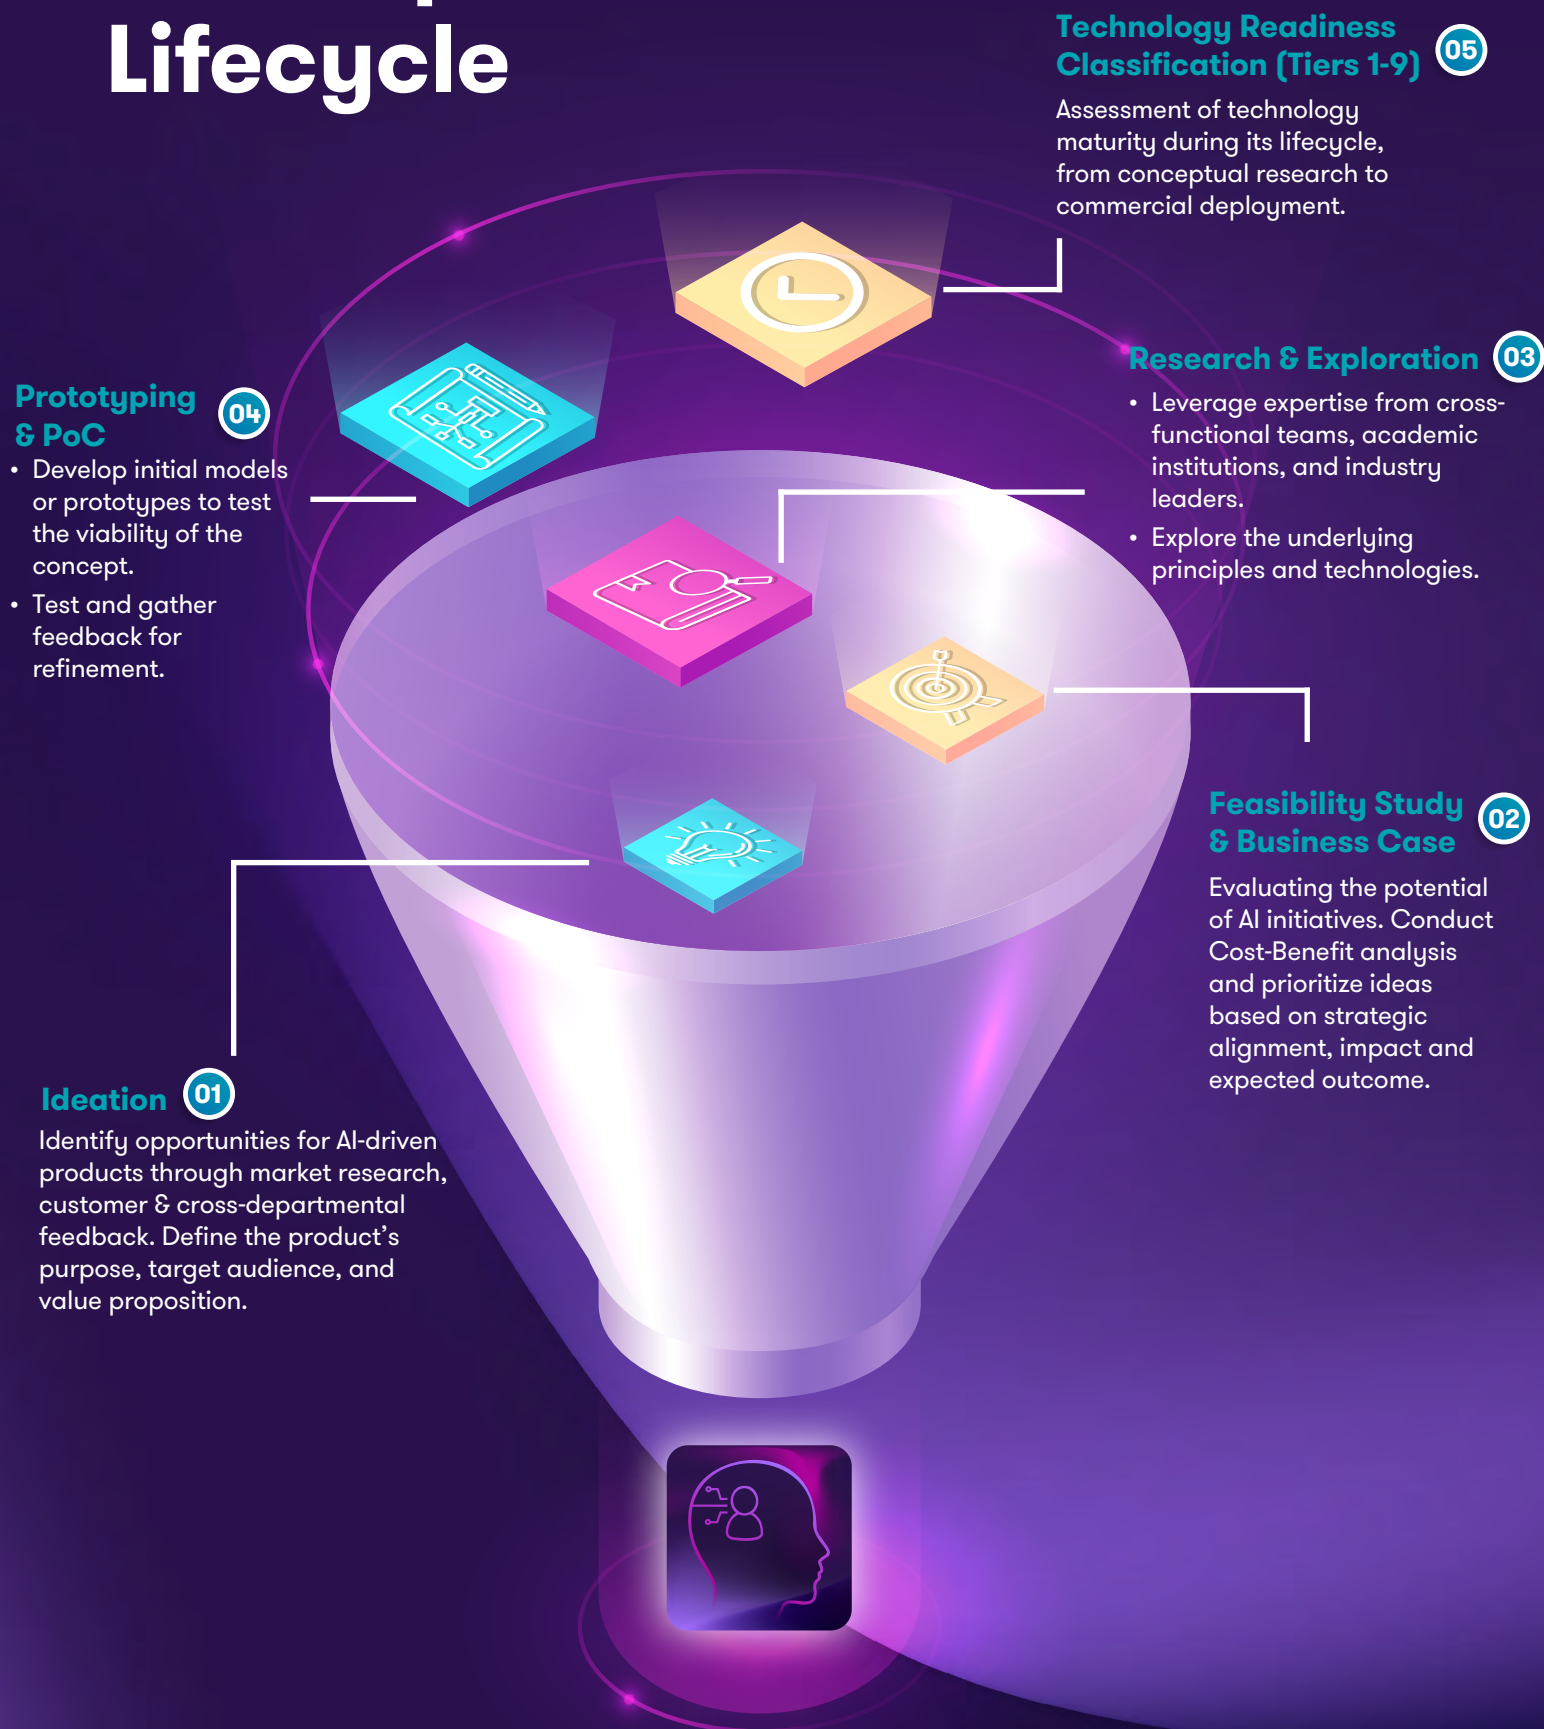 Lifecycle
Technology Readiness
Classification (Tiers 1-9)
05
Assessment of technology
maturity during its lifecycle,
from conceptual research to
commercial deployment.
Research & Exploration
03
• Leverage expertise from cross-
functional teams, academic
institutions, and industry
leaders.
• Explore the underlying
principles and technologies.
Prototyping
& PoC
04
• Develop initial models
or prototypes to test
the viability of the
concept.
• Test and gather
feedback for
refinement.
Feasibility Study
& Business Case
02
Evaluating the potential
of AI initiatives. Conduct
Cost-Benefit analysis
and prioritize ideas
based on strategic
alignment, impact and
expected outcome.
Ideation
01
Identify opportunities for AI-driven
products through market research,
customer & cross-departmental
feedback. Define the product's
purpose, target audience, and
value proposition.